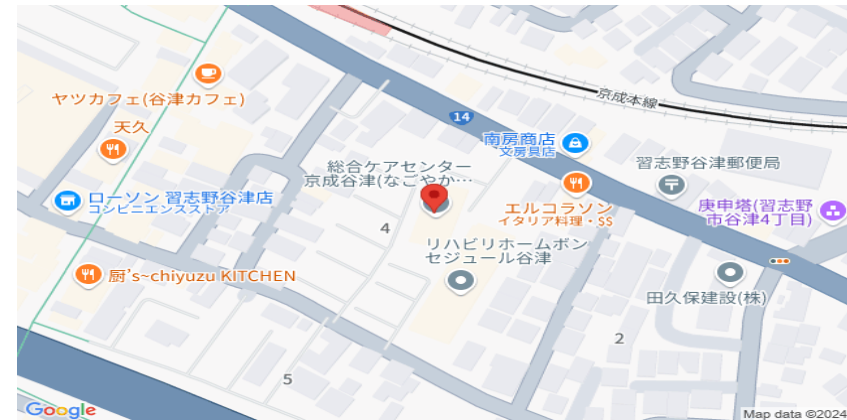 京成本線
14
ヤツカフェ(谷津カフェ)
天久
南房商店
文房具店
習志野谷津郵便局
総合ケアセンター
京成谷津(なごやか…
ローソン 習志野谷津店
コンビニエンスストア
エルコラソン
イタリア料理・$$
庚申塔(習志野
市谷津4丁目)
4
リハビリホームボン
セジュール谷津
厨's~chiyuzu KITCHEN
田久保建設(株)
2
5
Google
Map data ©2024